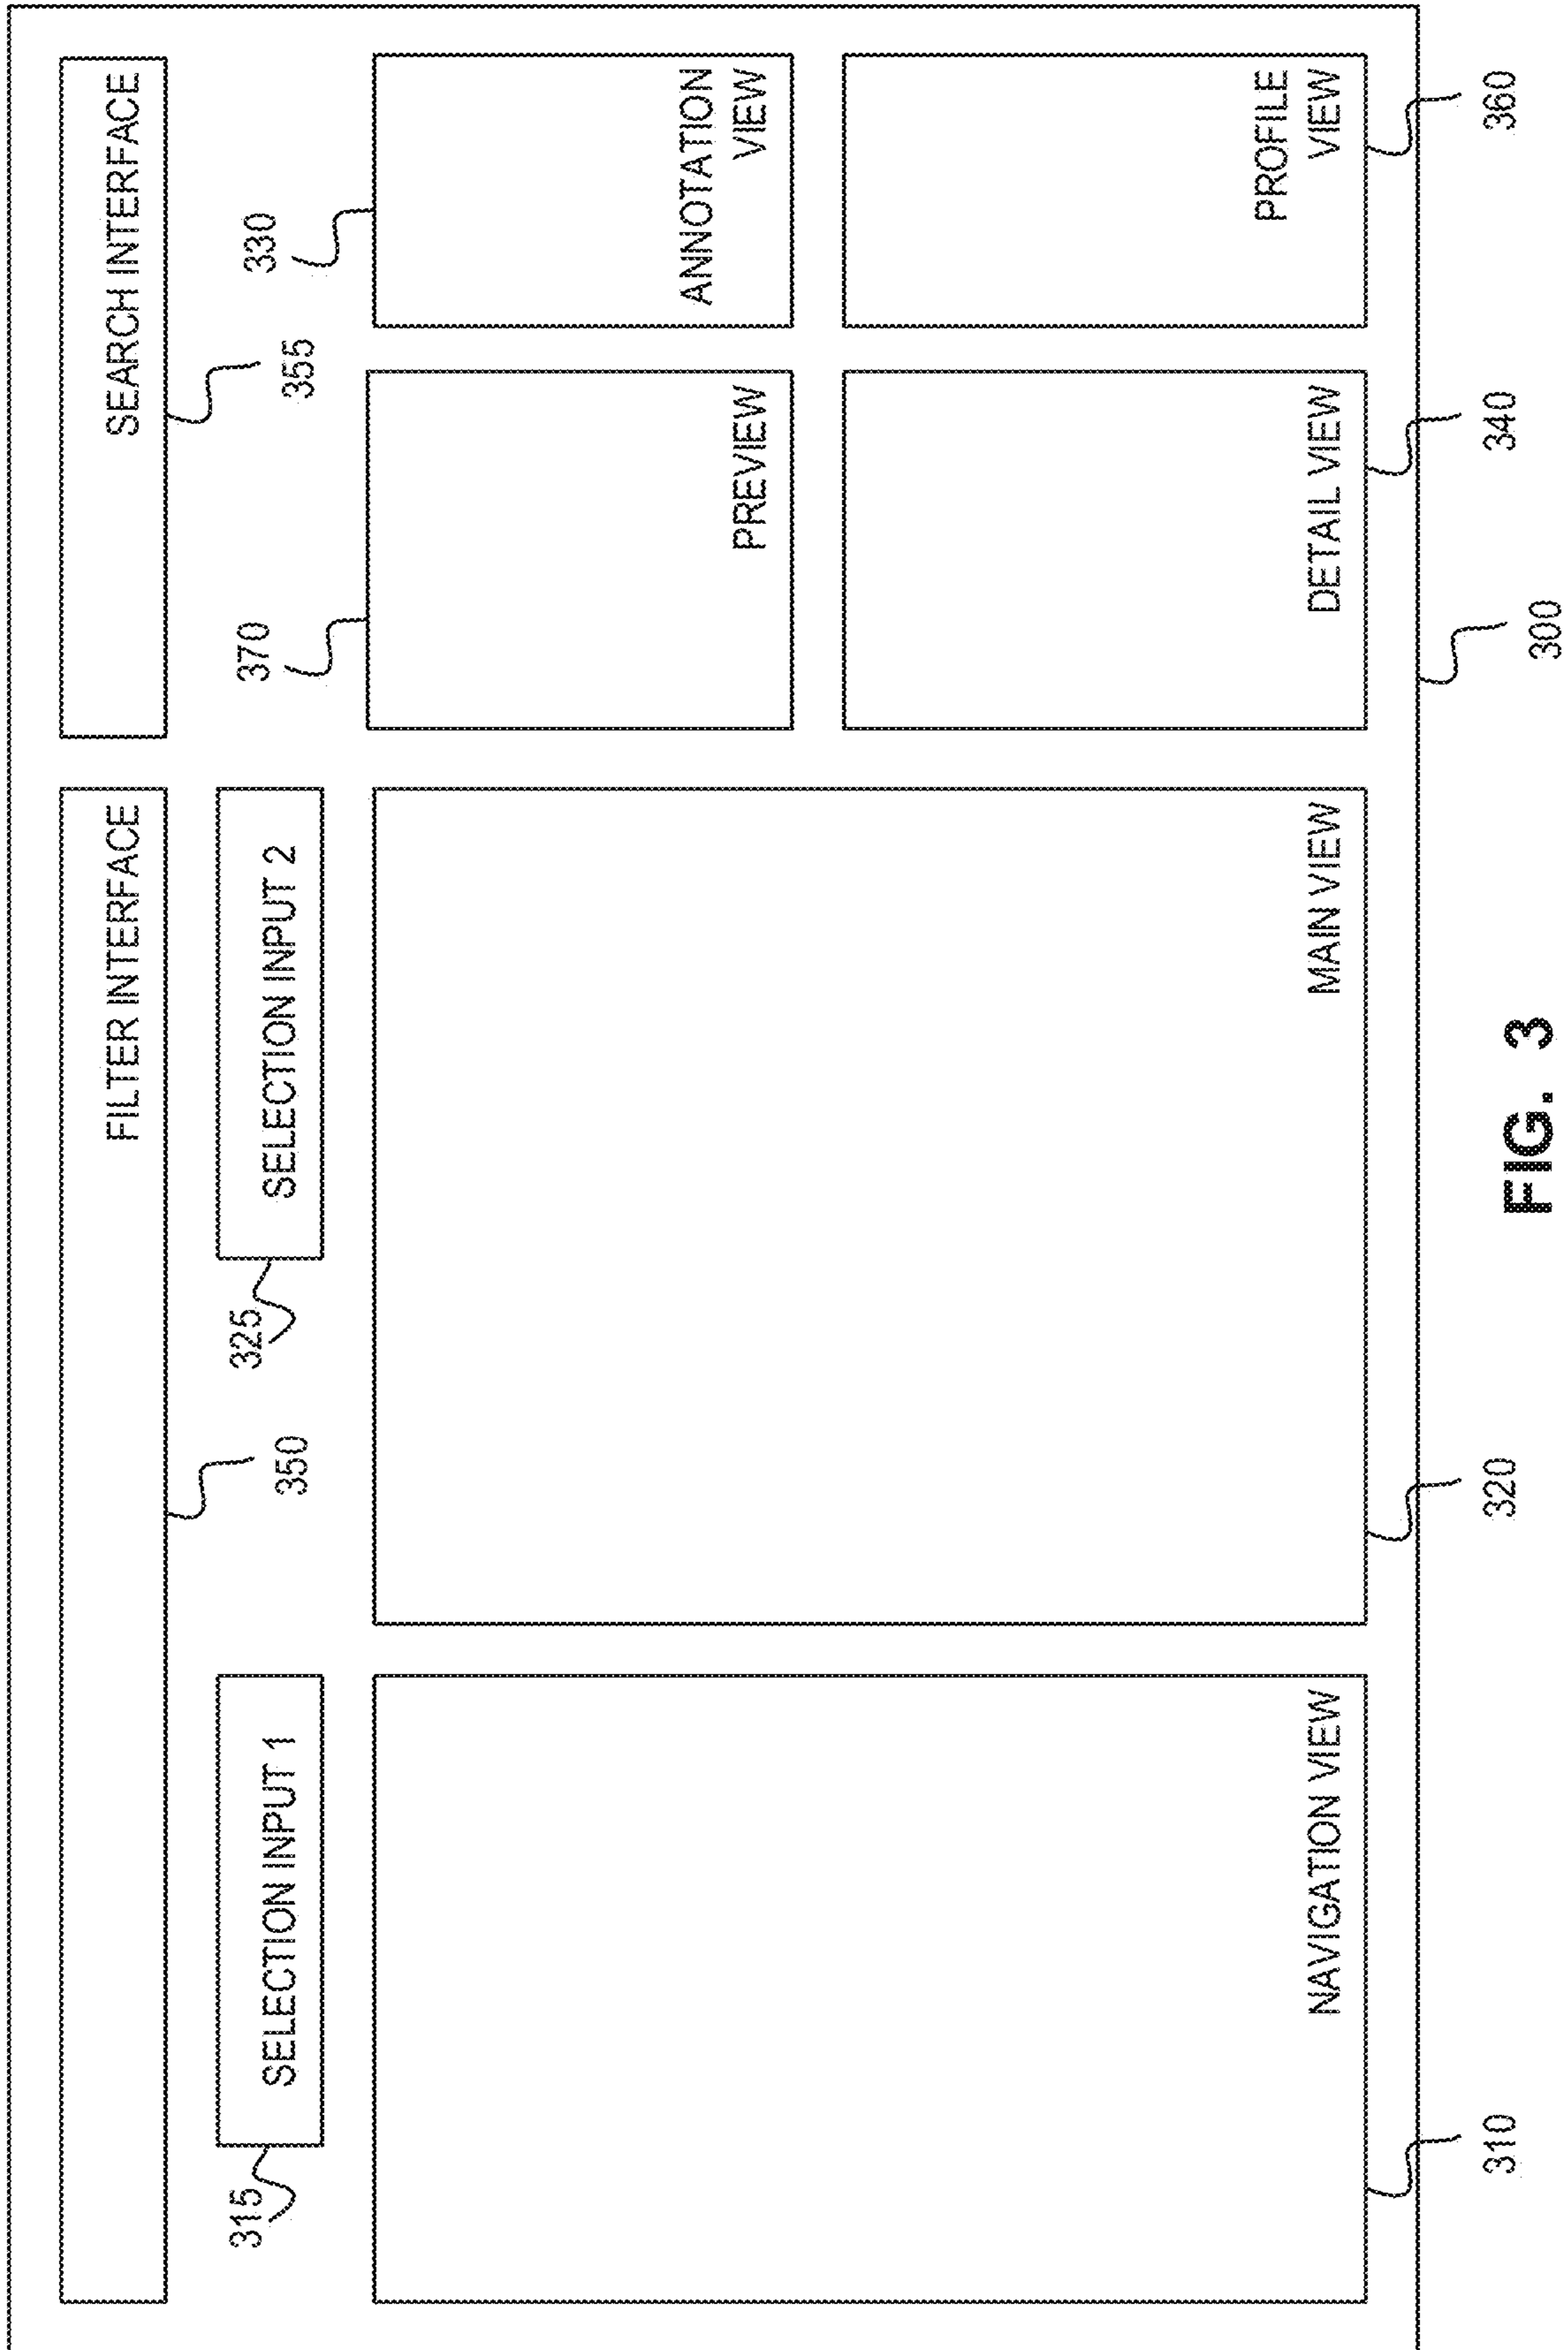 FILTER INTERFACE
SEARCH INTERFACE
350
355
315
SELECTION INPUT 1
325
SELECTION INPUT 2
370
330
PREVIEW
ANNOTATION
VIEW
NAVIGATION VIEW
MAIN VIEW
DETAIL VIEW
PROFILE
VIEW
310
320
340
360
300
FIG. 3